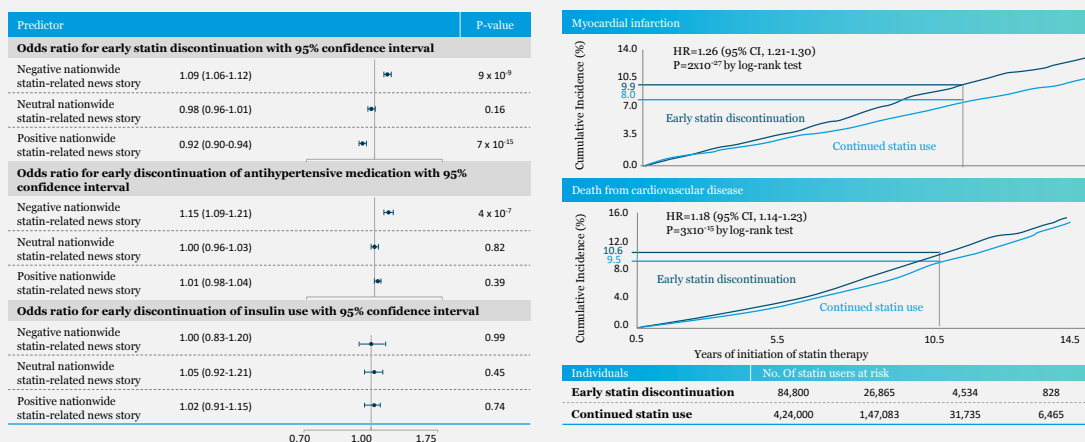 Predictor P-value
Odds ratio for early statin discontinuation with 95% confidence interval
Negative nationwide
statin-related news story 1.09 (1.06-1.12) 9 x 10-9
Neutral nationwide
statin-related news story 0.98 (0.96-1.01) 0.16
Positive nationwide
statin-related news story 0.92 (0.90-0.94) 7 x 10-15
Odds ratio for early discontinuation of antihypertensive medication with 95%
confidence interval
Negative nationwide
statin-related news story 1.15 (1.09-1.21) 4 x 10-7
Neutral nationwide
statin-related news story 1.00 (0.96-1.03) 0.82
Positive nationwide
statin-related news story 1.01 (0.98-1.04) 0.39
Odds ratio for early discontinuation of insulin use with 95% confidence interval
Negative nationwide
statin-related news story 1.00 (0.83-1.20) 0.99
Neutral nationwide
statin-related news story 1.05 (0.92-1.21) 0.45
Positive nationwide
statin-related news story 1.02 (0.91-1.15) 0.74
0.70 1.00 1.75
Myocardial infarction
Cumulative Incidence (%)
14.0
10.5
9.9
8.0
7.0
3.5
0.0
HR=1.26 (95% CI, 1.21-1.30)
P=2x10-27 by log-rank test
Early statin discontinuation
Continued statin use
Death from cardiovascular disease
Cumulative Incidence (%)
16.0
12.0
10.6
9.5
8.0
4.0
0.0
HR=1.18 (95% CI, 1.14-1.23)
P=3x10-15 by log-rank test
Early statin discontinuation
Continued statin use
0.5 5.5 10.5 14.5
Years of initiation of statin therapy
Individuals No. Of statin users at risk
Early statin discontinuation 84,800 26,865 4,534 828
Continued statin use 4,24,000 1,47,083 31,735 6,465